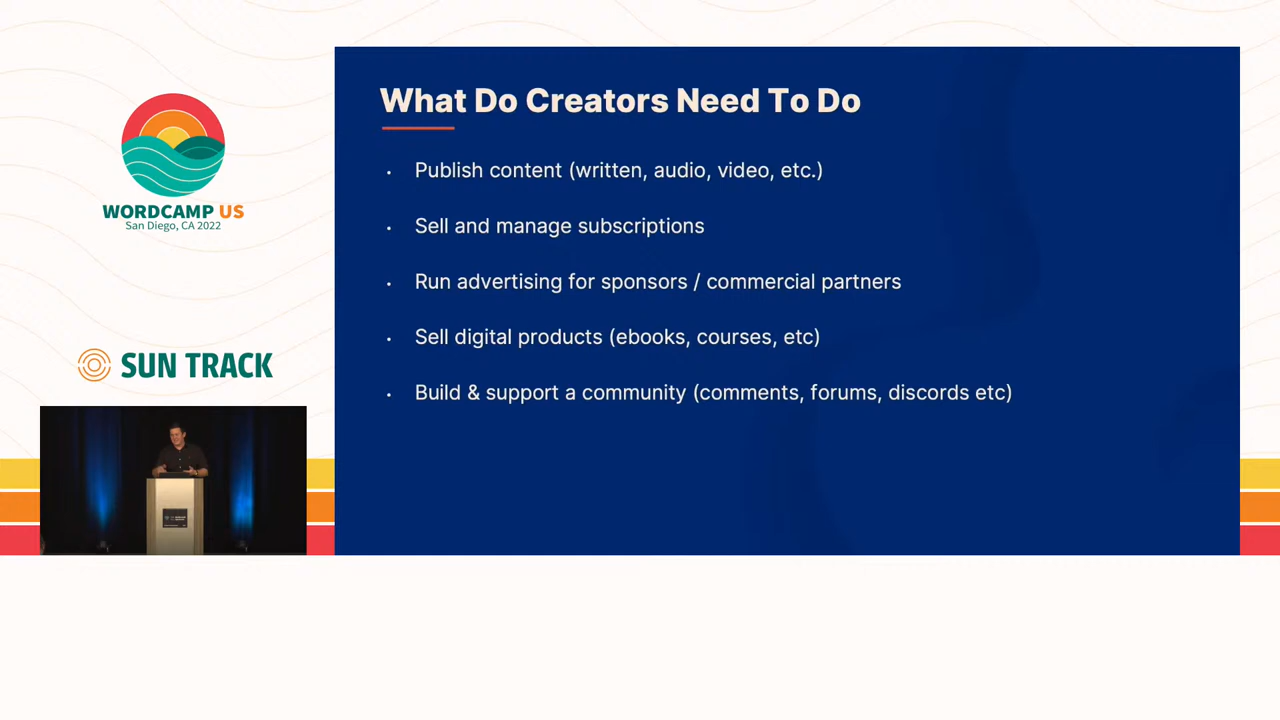 WORDCAMP US
San Diego, CA 2022
SUN TRACK
What Do Creators Need To Do
• Publish content (written, audio, video, etc.)
• Sell and manage subscriptions
• Run advertising for sponsors / commercial partners
• Sell digital products (ebooks, courses, etc)
• Build & support a community (comments, forums, discords etc)